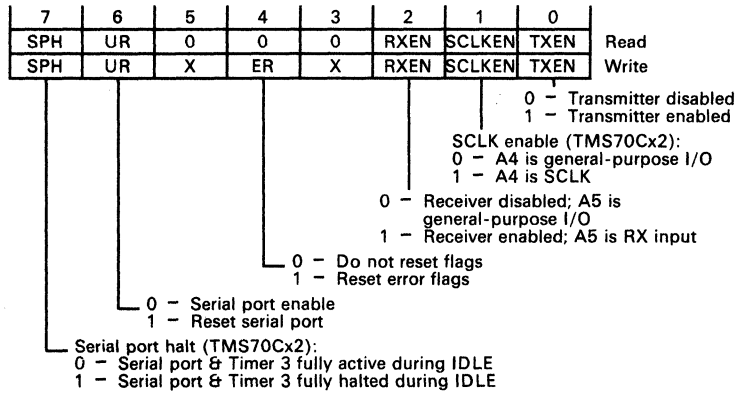 7 6 5 4 3 2 1 0
SPH UR 0 0 0 RXEN SCLKEN TXEN Read
SPH UR X ER X RXEN SCLKEN TXEN Write
0 – Transmitter disabled
1 – Transmitter enabled
SCLK enable (TMS70Cx2):
0 – A4 is general-purpose I/O
1 – A4 is SCLK
0 – Receiver disabled; A5 is
general-purpose I/O
1 – Receiver enabled; A5 is RX input
0 – Do not reset flags
1 – Reset error flags
0 – Serial port enable
1 – Reset serial port
Serial port halt (TMS70Cx2):
0 – Serial port & Timer 3 fully active during IDLE
1 – Serial port & Timer 3 fully halted during IDLE